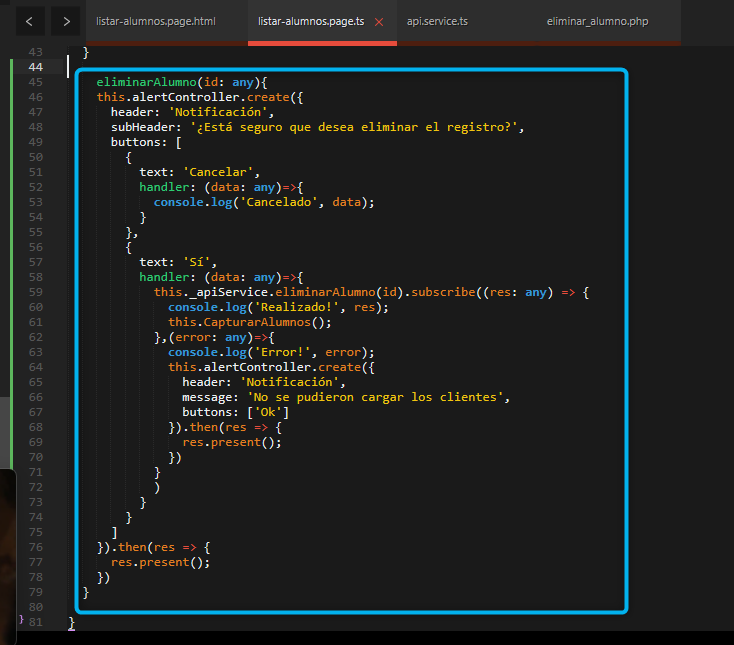 listar-alumnos.page.html listar-alumnos.page.ts api.service.ts eliminar_alumno.php
43 }
44
45 eliminarAlumno(id: any){
46 this.alertController.create({
47 header: 'Notificación',
48 subHeader: '¿Está seguro que desea eliminar el registro?',
49 buttons: [
50 {
51 text: 'Cancelar',
52 handler: (data: any)=>{
53 console.log('Cancelado', data);
54 }
55 },
56 {
57 text: 'Sí',
58 handler: (data: any)=>{
59 this._apiService.eliminarAlumno(id).subscribe((res: any) => {
60 console.log('Realizado!', res);
61 this.CapturarAlumnos();
62 },(error: any)=>{
63 console.log('Error!', error);
64 this.alertController.create({
65 header: 'Notificación',
66 message: 'No se pudieron cargar los clientes',
67 buttons: ['Ok']
68 }).then(res => {
69 res.present();
70 })
71 }
72 )
73 }
74 }
75 ]
76 }).then(res => {
77 res.present();
78 })
79 }
80
} 81 }